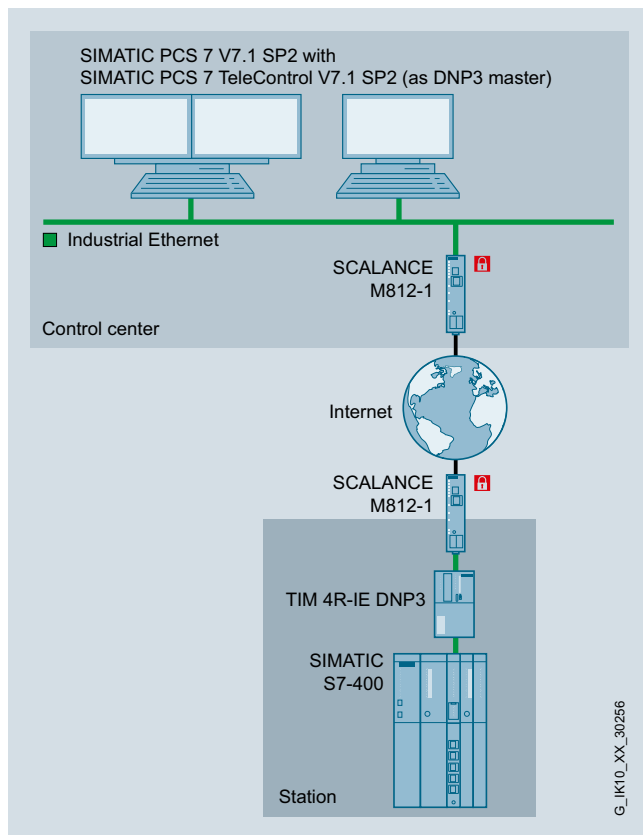 SIMATIC PCS 7 V7.1 SP2 with
SIMATIC PCS 7 TeleControl V7.1 SP2 (as DNP3 master)
Industrial Ethernet
SCALANCE
M812-1
Control center
Internet
SCALANCE
M812-1
TIM 4R-IE DNP3
SIMATIC
S7-400
Station
G_IK10_XX_30256